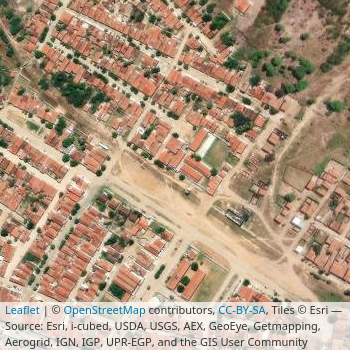 Leaflet | © OpenStreetMap contributors, CC-BY-SA, Tiles © Esri —
Source: Esri, i-cubed, USDA, USGS, AEX, GeoEye, Getmapping,
Aerogrid, IGN, IGP, UPR-EGP, and the GIS User Community